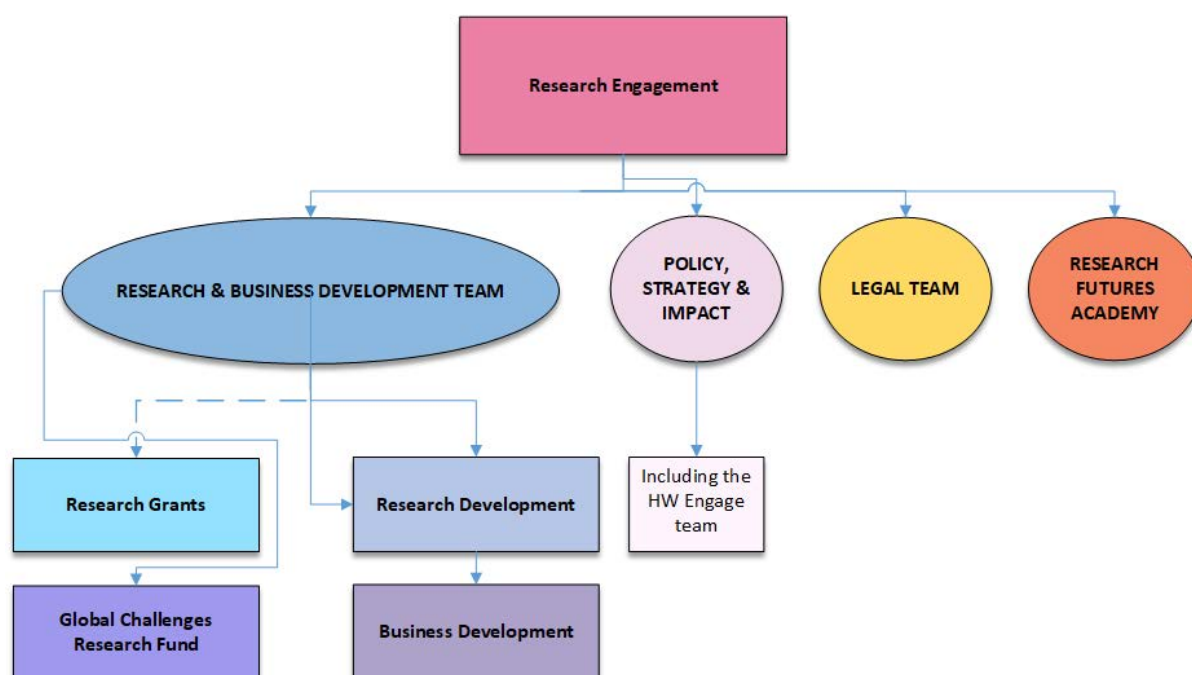 Research Engagement
RESEARCH & BUSINESS DEVELOPMENT TEAM
POLICY,
STRATEGY &
IMPACT
LEGAL TEAM
RESEARCH
FUTURES
ACADEMY
Research Grants
Research Development
Including the
HW Engage
team
Global Challenges
Research Fund
Business Development